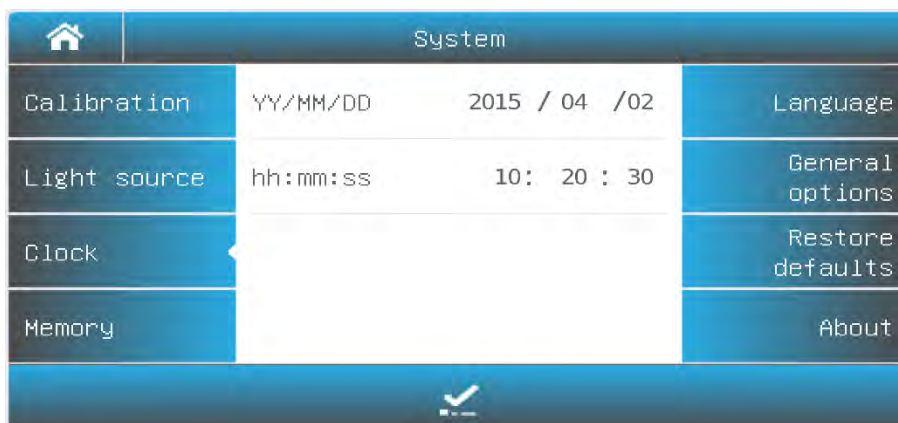 System
Calibration
YY/MM/DD 2015 / 04 /02
Language
Light source
hh:mm:ss 10: 20 : 30
General
options
Clock
Restore
defaults
Memory
About